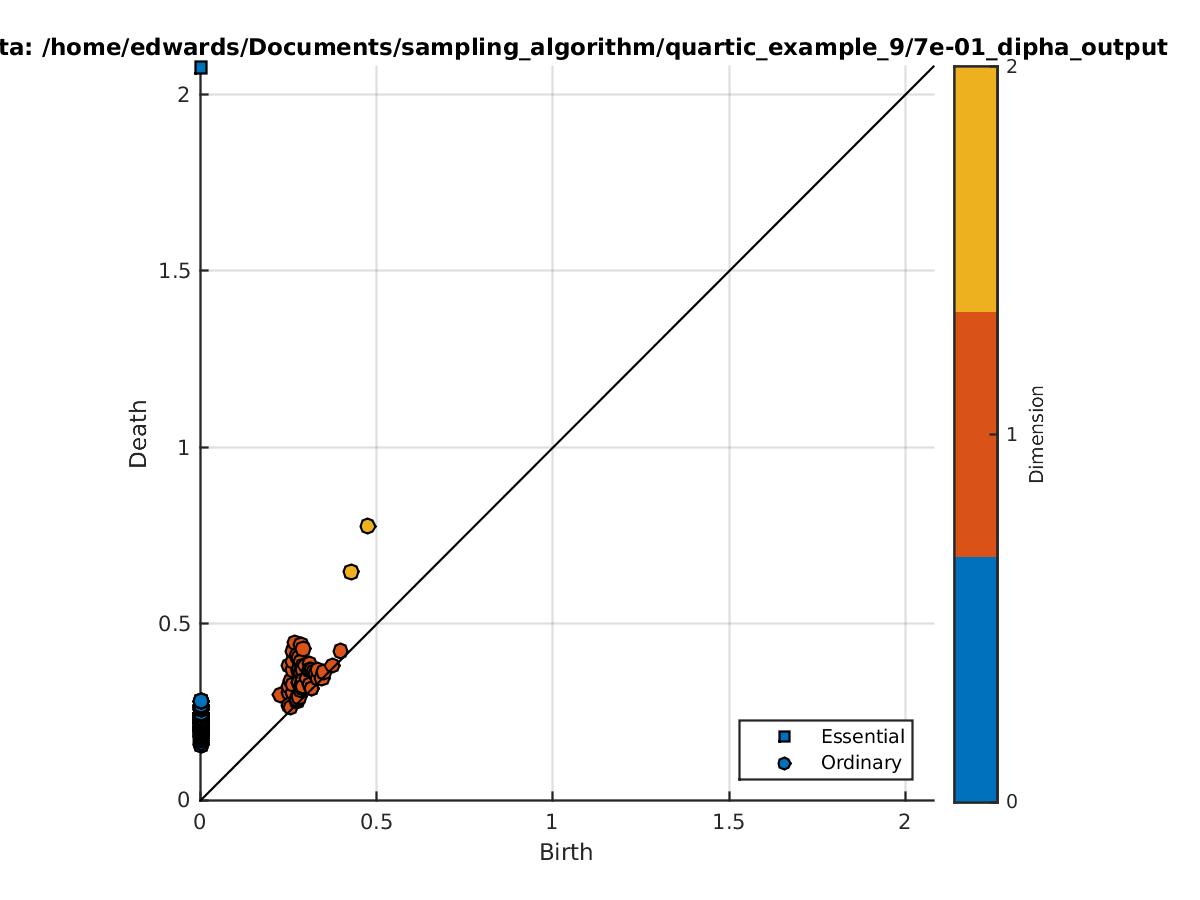 ta: /home/edwards/Documents/sampling_algorithm/quartic_example_9/7e-01_dipha_output
2
1.5
1
0.5
0
0
0.5
1
1.5
2
Birth
Death
Essential
Ordinary
2
1
0
Dimension